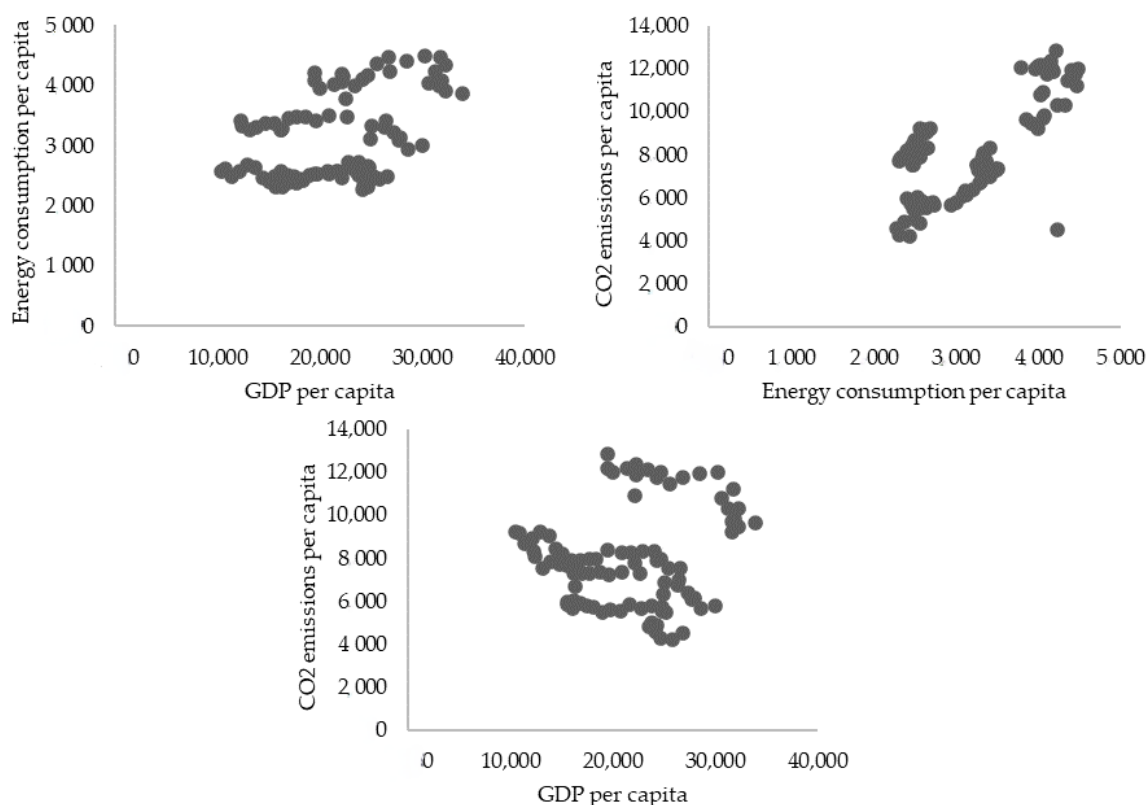 Energy consumption per capita
5 000
4 000
3 000
2 000
1 000
0
0 10,000 20,000 30,000 40,000
GDP per capita
CO2 emissions per capita
14,000
12,000
10,000
8 000
6 000
4 000
2 000
0
0 1 000 2 000 3 000 4 000 5 000
Energy consumption per capita
CO2 emissions per capita
14,000
12,000
10,000
8 000
6 000
4 000
2 000
0
0 10,000 20,000 30,000 40,000
GDP per capita